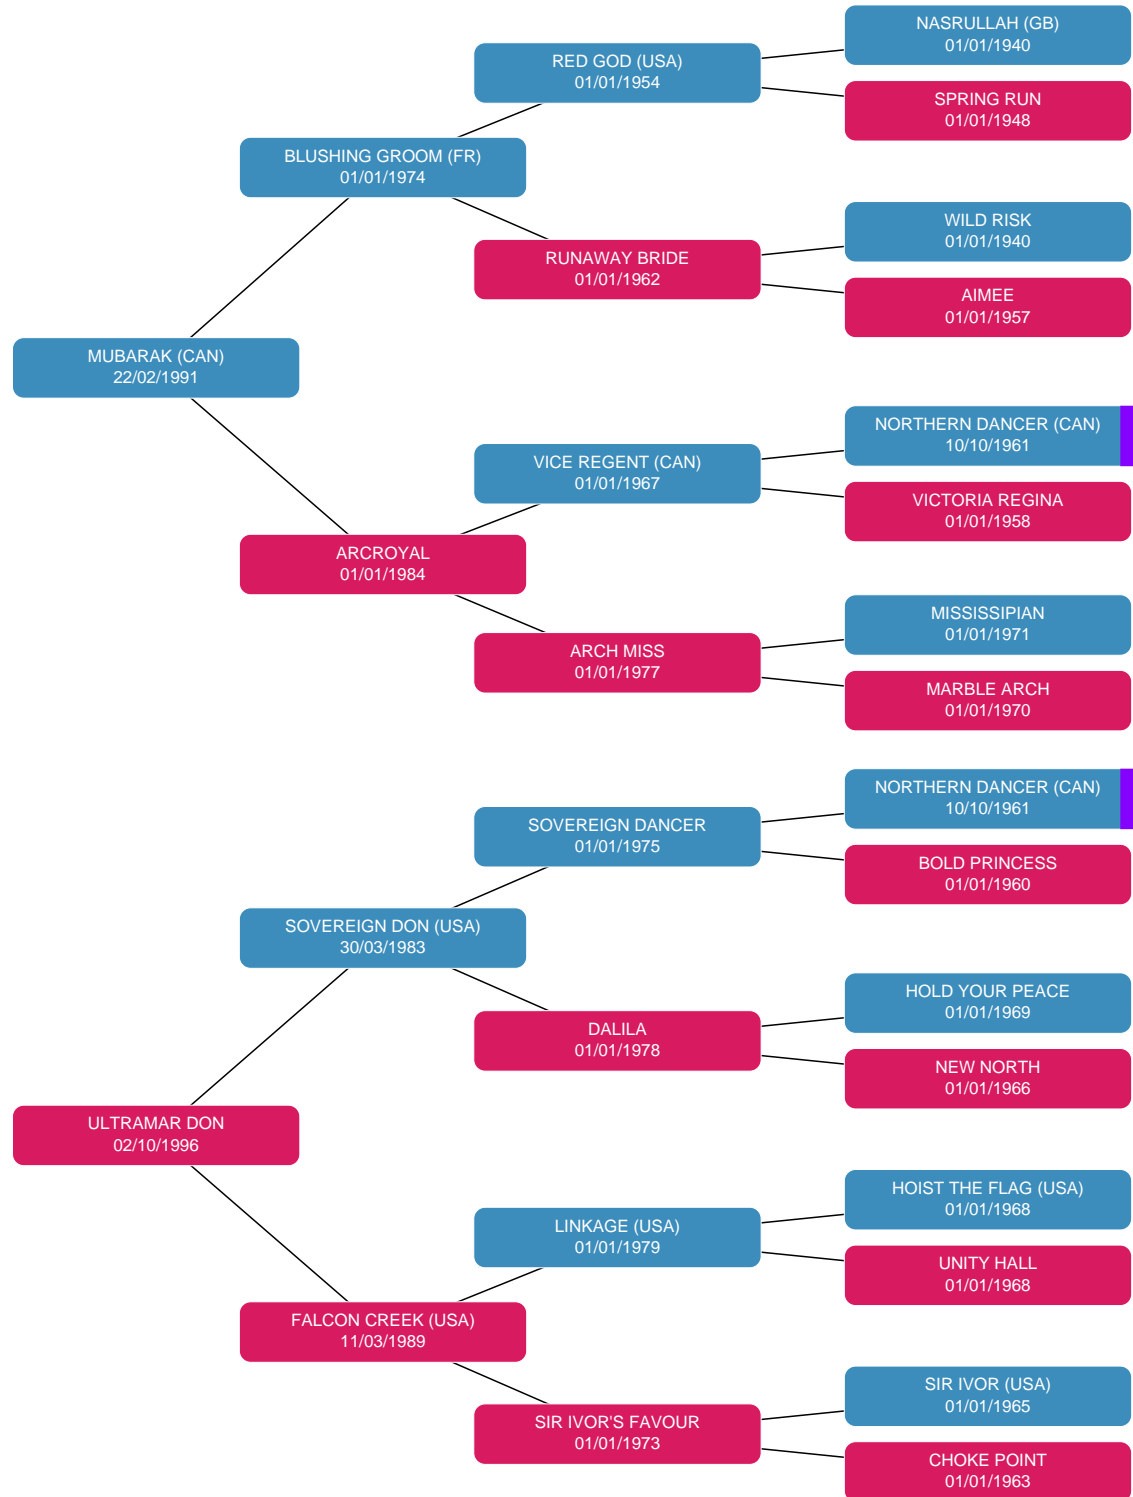 NASRULLAH (GB)
01/01/1940
RED GOD (USA)
01/01/1954
SPRING RUN
01/01/1948
BLUSHING GROOM (FR)
01/01/1974
WILD RISK
01/01/1940
RUNAWAY BRIDE
01/01/1962
AIMEE
01/01/1957
MUBARAK (CAN)
22/02/1991
NORTHERN DANCER (CAN)
10/10/1961
VICE REGENT (CAN)
01/01/1967
VICTORIA REGINA
01/01/1958
ARCROYAL
01/01/1984
MISSISSIPIAN
01/01/1971
ARCH MISS
01/01/1977
MARBLE ARCH
01/01/1970
NORTHERN DANCER (CAN)
10/10/1961
SOVEREIGN DANCER
01/01/1975
BOLD PRINCESS
01/01/1960
SOVEREIGN DON (USA)
30/03/1983
HOLD YOUR PEACE
01/01/1969
DALILA
01/01/1978
NEW NORTH
01/01/1966
ULTRAMAR DON
02/10/1996
HOIST THE FLAG (USA)
01/01/1968
LINKAGE (USA)
01/01/1979
UNITY HALL
01/01/1968
FALCON CREEK (USA)
11/03/1989
SIR IVOR (USA)
01/01/1965
SIR IVOR'S FAVOUR
01/01/1973
CHOKE POINT
01/01/1963